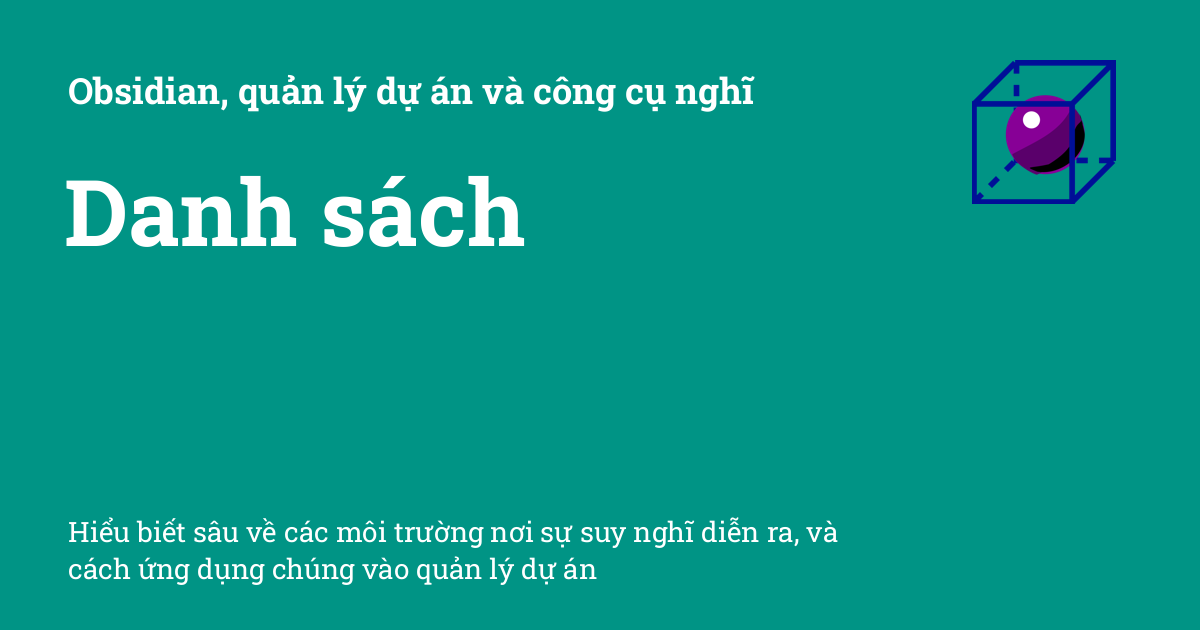 Obsidian, quản lý dự án và công cụ nghĩ
Danh sách
Hiểu biết sâu về các môi trường nơi sự suy nghĩ diễn ra, và
cách ứng dụng chúng vào quản lý dự án